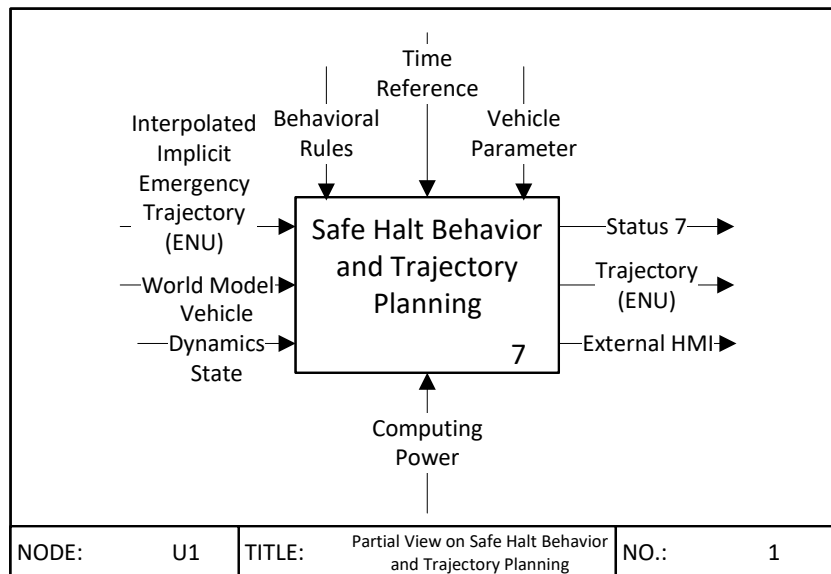 Time
Reference
Behavioral
Rules
Vehicle
Parameter
Interpolated
Implicit
Emergency
Trajectory
(ENU)
World Model
Vehicle
Dynamics
State
Safe Halt Behavior
and Trajectory
Planning
7
Status 7
Trajectory
(ENU)
External HMI
Computing
Power
NODE:
U1
TITLE:
Partial View on Safe Halt Behavior
and Trajectory Planning
NO.:
1